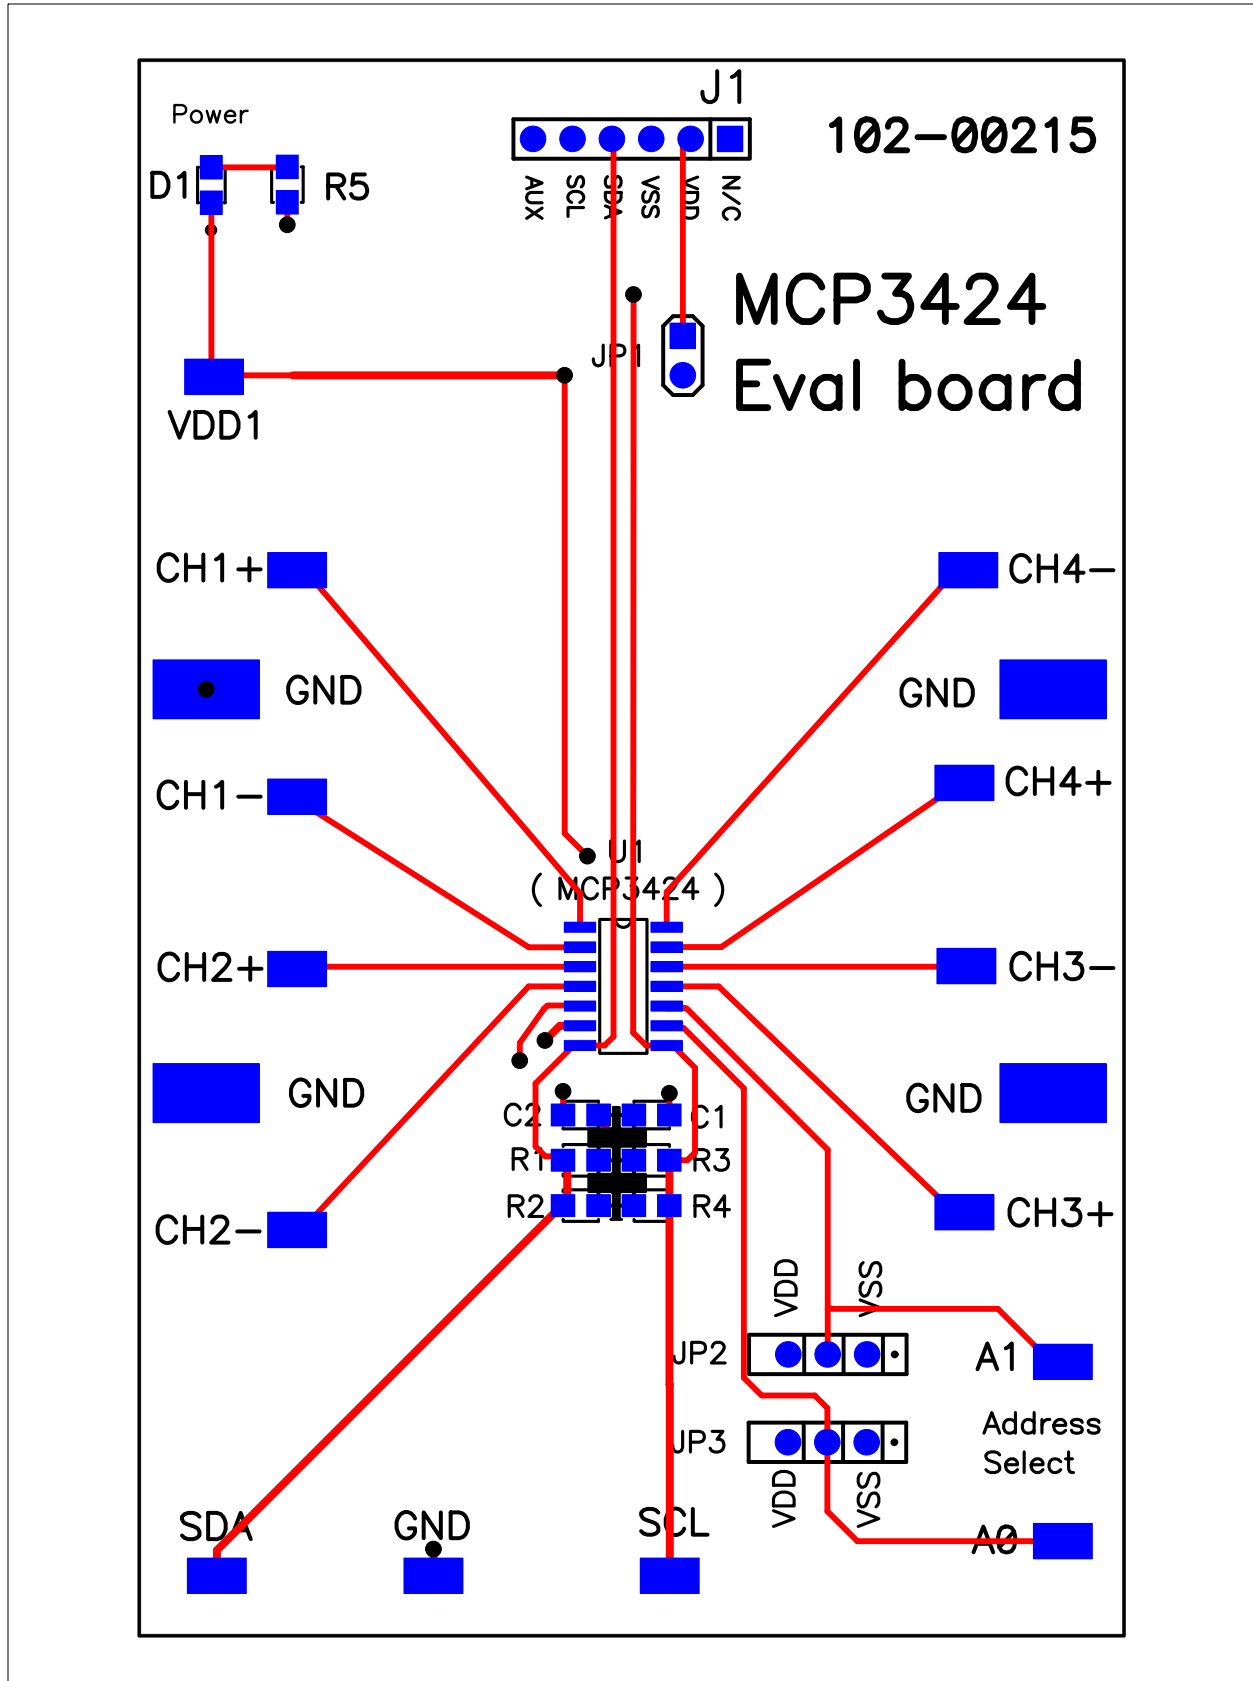 J1
Power
102-00215
D1
R5
AUX
SCL
SDA
VSS
VDD
N/C
MCP3424
JP1
Eval board
VDD1
CH1+
CH4-
GND
GND
CH1-
CH4+
U1
( MCP3424 )
CH2+
CH3-
GND
GND
C2
C1
R1
R3
R2
R4
CH2-
CH3+
VDD
VSS
JP2
A1
Address
Select
JP3
VDD
VSS
SDA
GND
SCL
A0